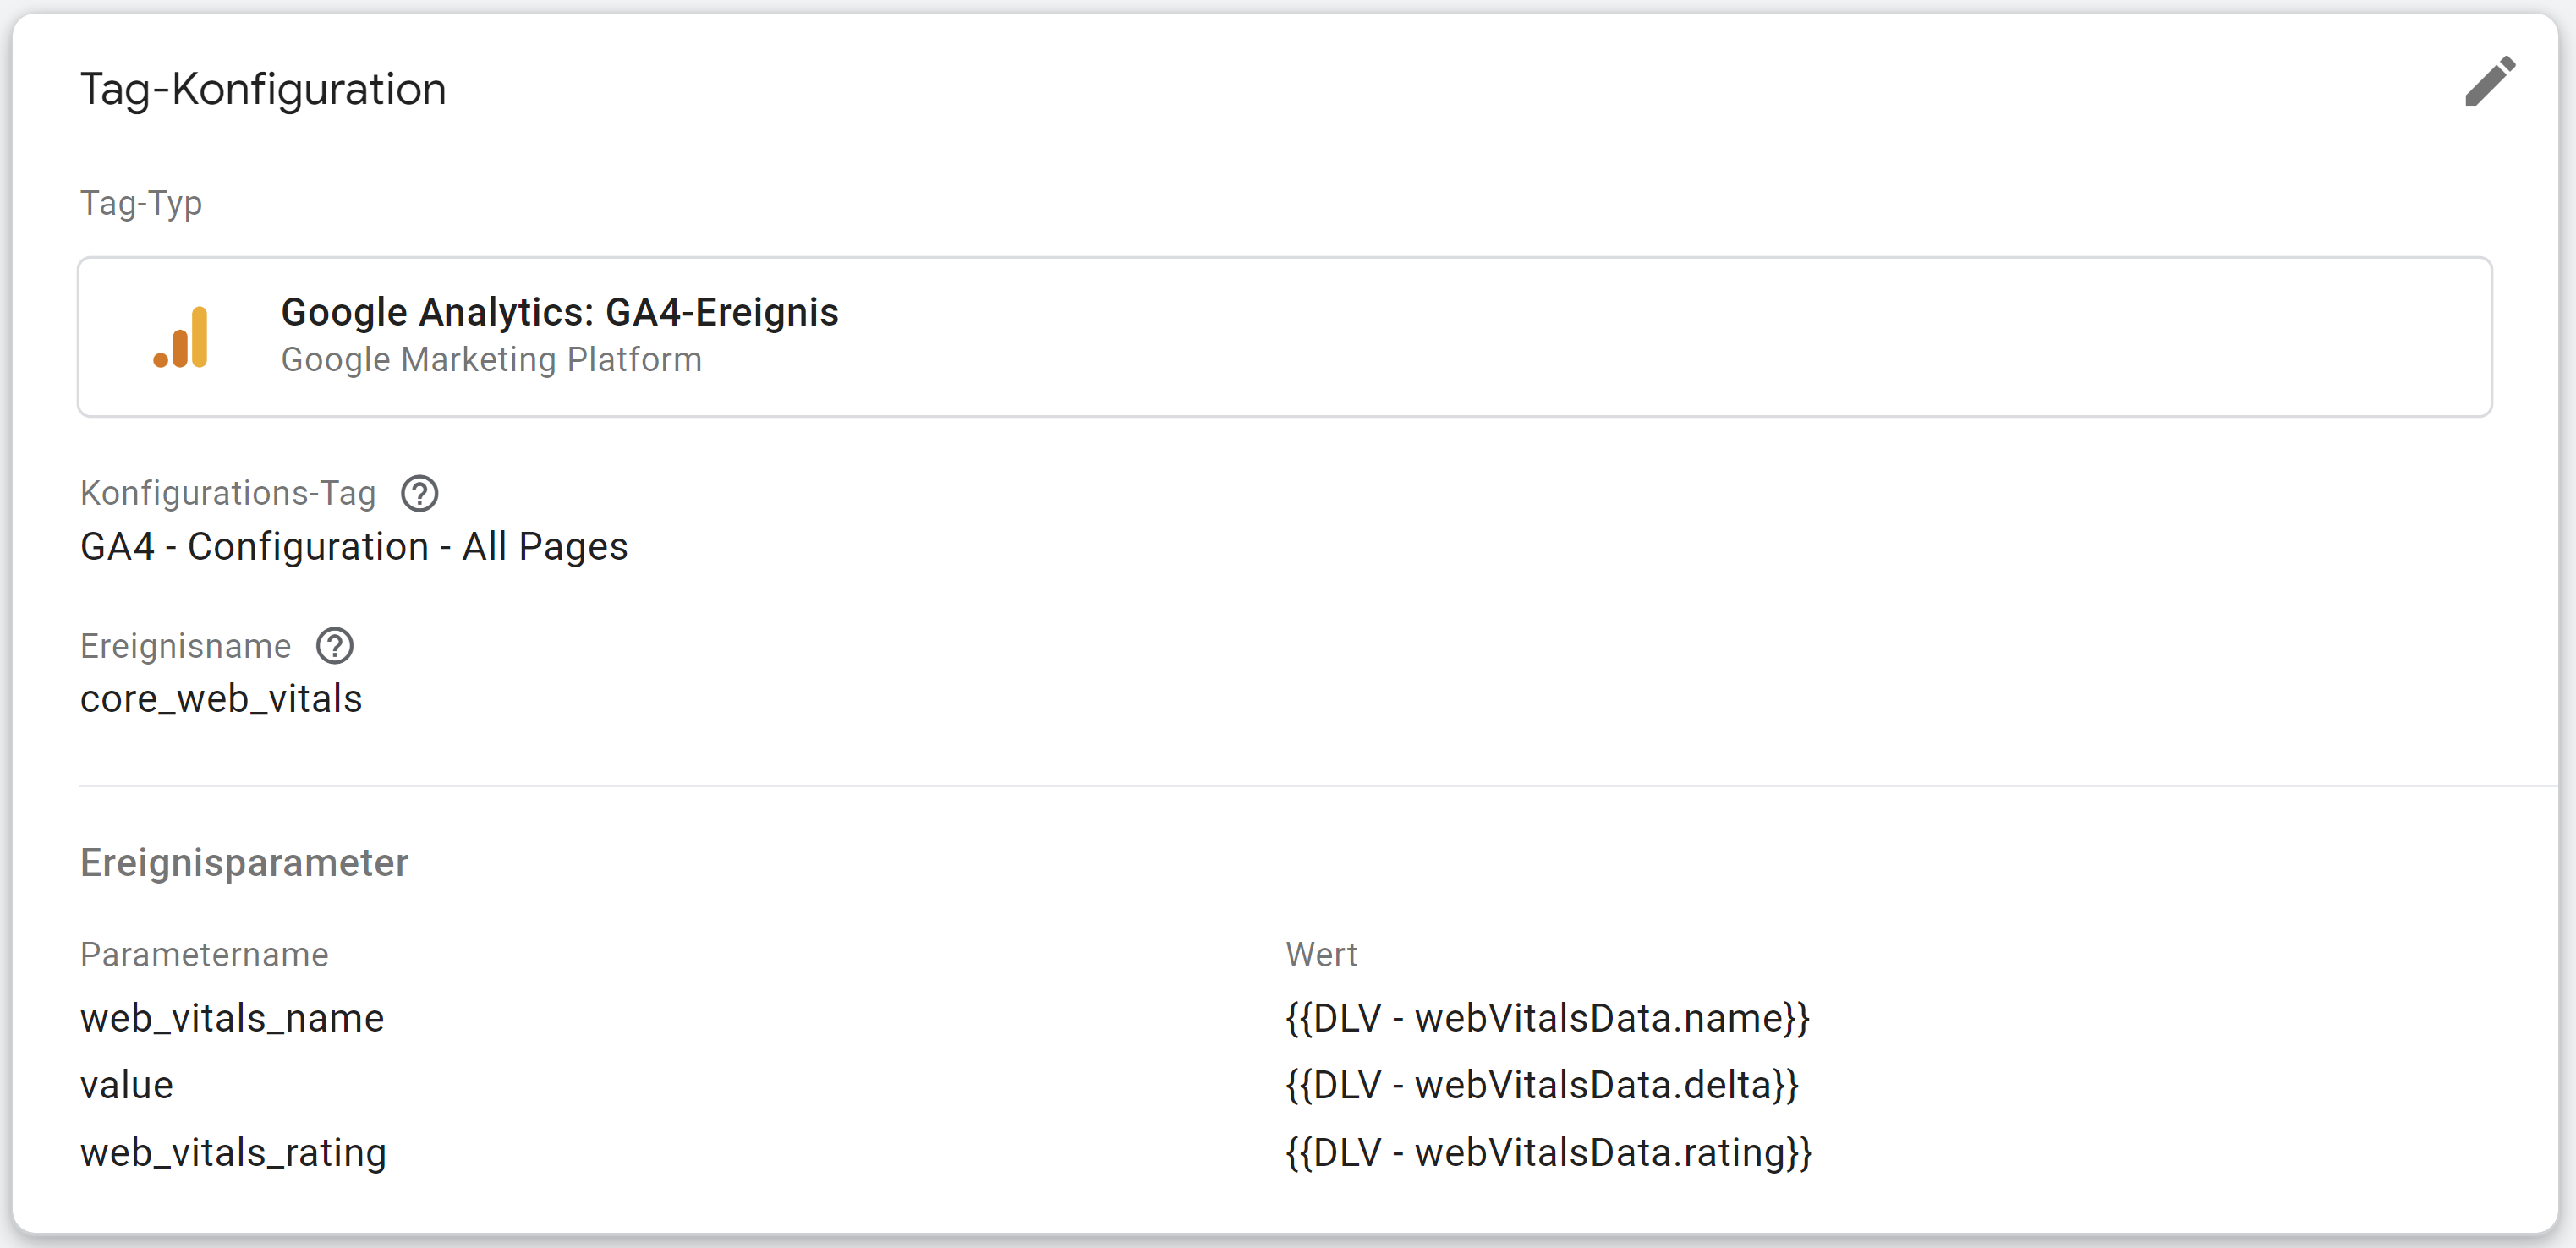 Tag-Konfiguration
Tag-Typ
Google Analytics: GA4-Ereignis
Google Marketing Platform
Konfigurations-Tag
GA4 - Configuration - All Pages
Ereignisname
core_web_vitals
Ereignisparameter
Parametername Wert
web_vitals_name {{DLV - webVitalsData.name}}
value {{DLV - webVitalsData.delta}}
web_vitals_rating {{DLV - webVitalsData.rating}}